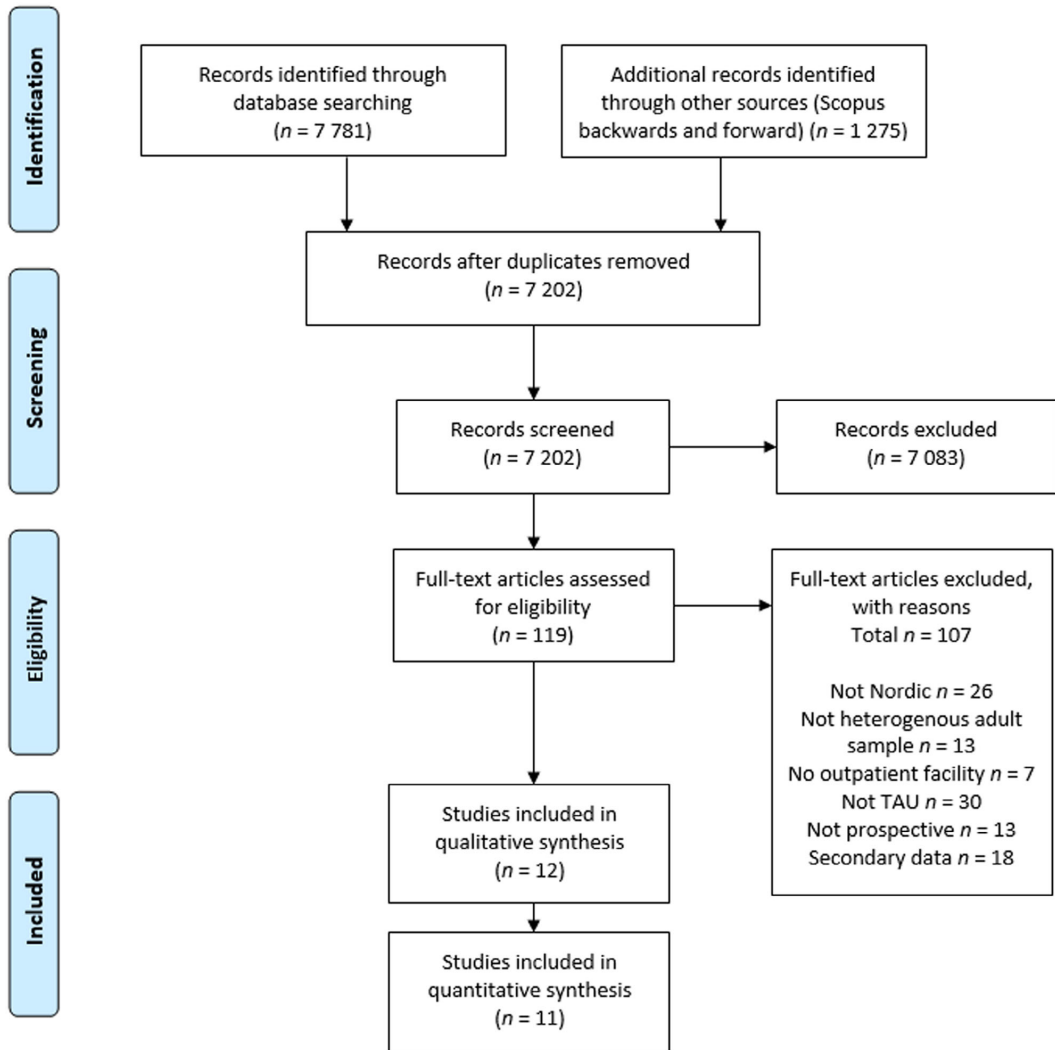 Identification
Records identified through
database searching
(n = 7 781)
Additional records identified
through other sources (Scopus
backwards and forward) (n = 1 275)
Records after duplicates removed
(n = 7 202)
Screening
Records screened
(n = 7 202)
Records excluded
(n = 7 083)
Eligibility
Full-text articles assessed
for eligibility
(n = 119)
Full-text articles excluded,
with reasons
Total n = 107
Not Nordic n = 26
Not heterogenous adult
sample n = 13
No outpatient facility n = 7
Not TAU n = 30
Not prospective n = 13
Secondary data n = 18
Included
Studies included in
qualitative synthesis
(n = 12)
Studies included in
quantitative synthesis
(n = 11)